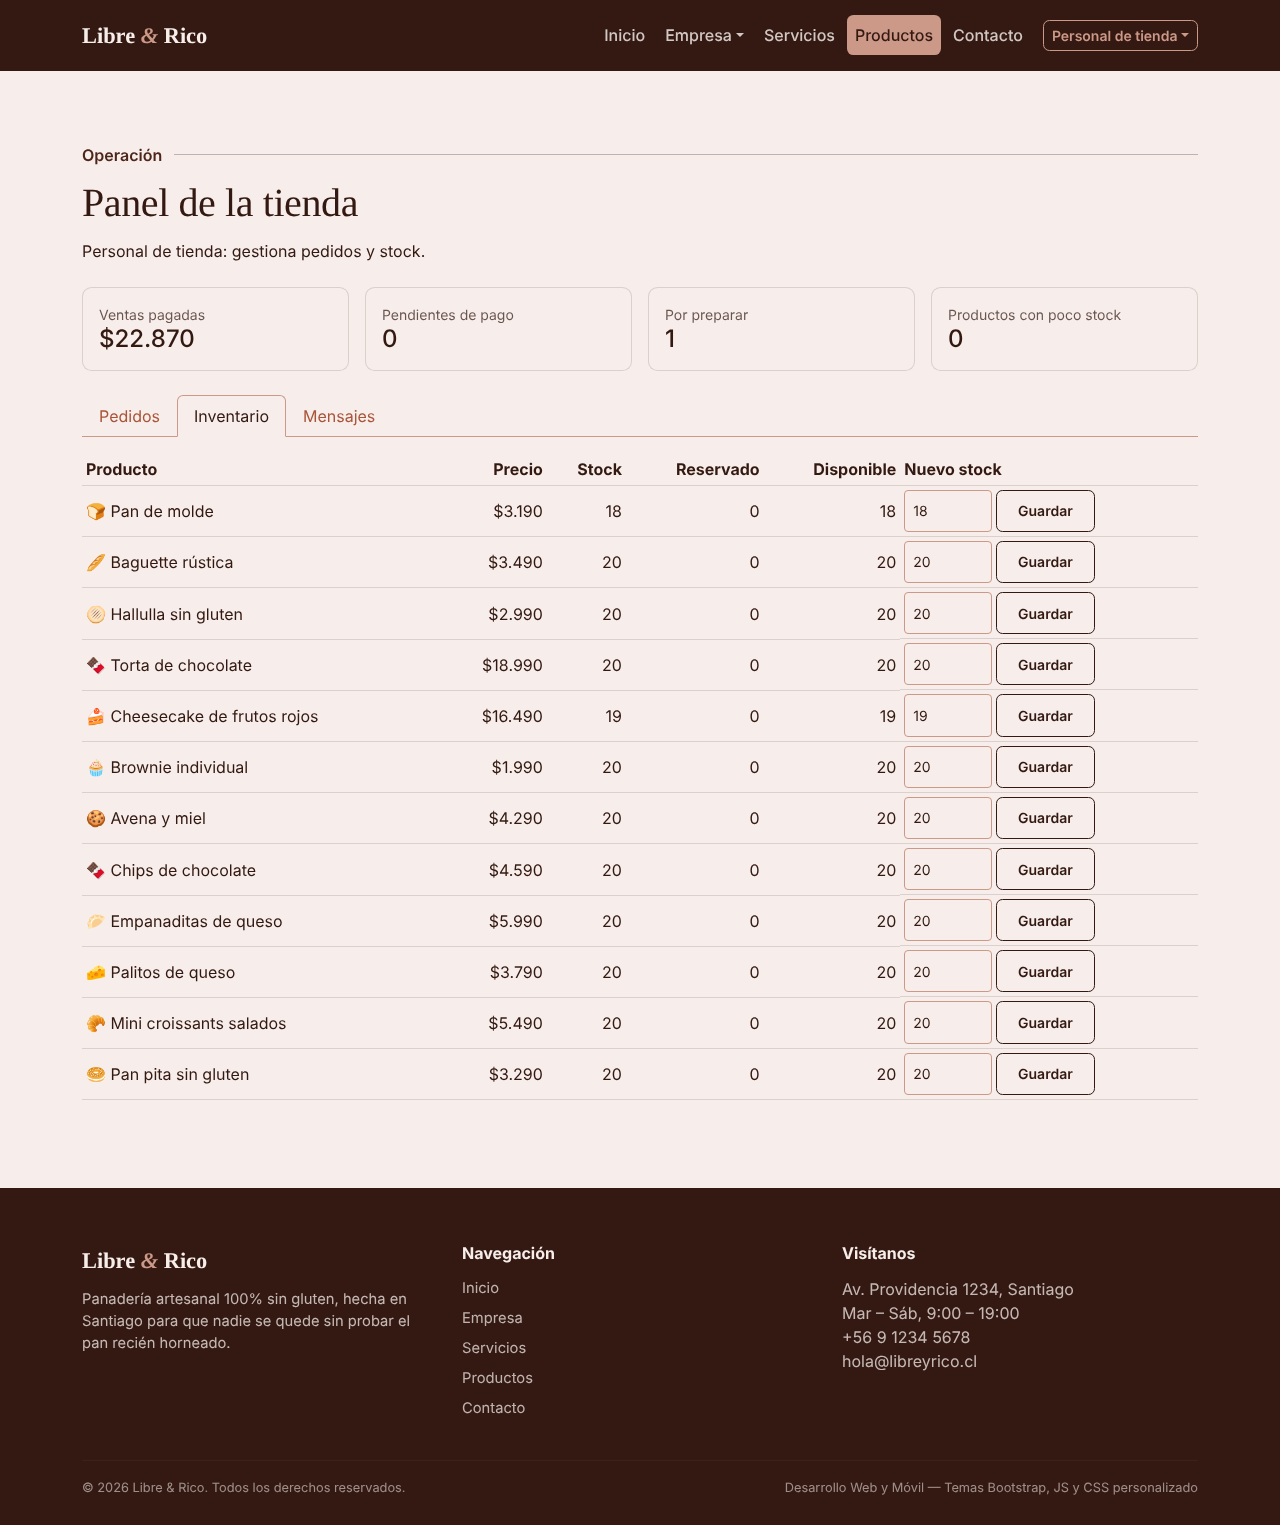 Libre & Rico
Inicio Empresa Servicios Productos Contacto Personal de tienda
Operación
Panel de la tienda
Personal de tienda: gestiona pedidos y stock.
Ventas pagadas
$22.870
Pendientes de pago
0
Por preparar
1
Productos con poco stock
0
Pedidos Inventario Mensajes
Producto Precio Stock Reservado Disponible Nuevo stock
Pan de molde $3.190 18 0 18 18 Guardar
Baguette rústica $3.490 20 0 20 20 Guardar
Hallulla sin gluten $2.990 20 0 20 20 Guardar
Torta de chocolate $18.990 20 0 20 20 Guardar
Cheesecake de frutos rojos $16.490 19 0 19 19 Guardar
Brownie individual $1.990 20 0 20 20 Guardar
Avena y miel $4.290 20 0 20 20 Guardar
Chips de chocolate $4.590 20 0 20 20 Guardar
Empanaditas de queso $5.990 20 0 20 20 Guardar
Palitos de queso $3.790 20 0 20 20 Guardar
Mini croissants salados $5.490 20 0 20 20 Guardar
Pan pita sin gluten $3.290 20 0 20 20 Guardar
Libre & Rico
Panadería artesanal 100% sin gluten, hecha en
Santiago para que nadie se quede sin probar el
pan recién horneado.
Navegación
Inicio
Empresa
Servicios
Productos
Contacto
Visítanos
Av. Providencia 1234, Santiago
Mar – Sáb, 9:00 – 19:00
+56 9 1234 5678
hola@libreyrico.cl
© 2026 Libre & Rico. Todos los derechos reservados.
Desarrollo Web y Móvil — Temas Bootstrap, JS y CSS personalizado